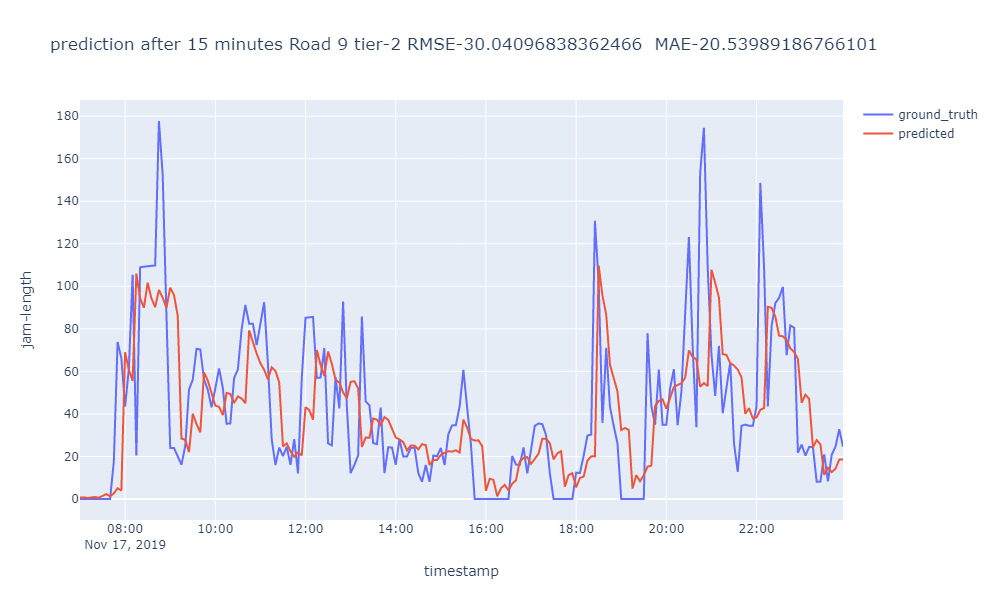 prediction after 15 minutes Road 9 tier-2 RMSE-30.04096838362466  MAE-20.53989186766101
ground_truth
predicted
180
160
140
120
100
80
60
40
20
0
jam-length
08:00 10:00 12:00 14:00 16:00 18:00 20:00 22:00
Nov 17, 2019
timestamp